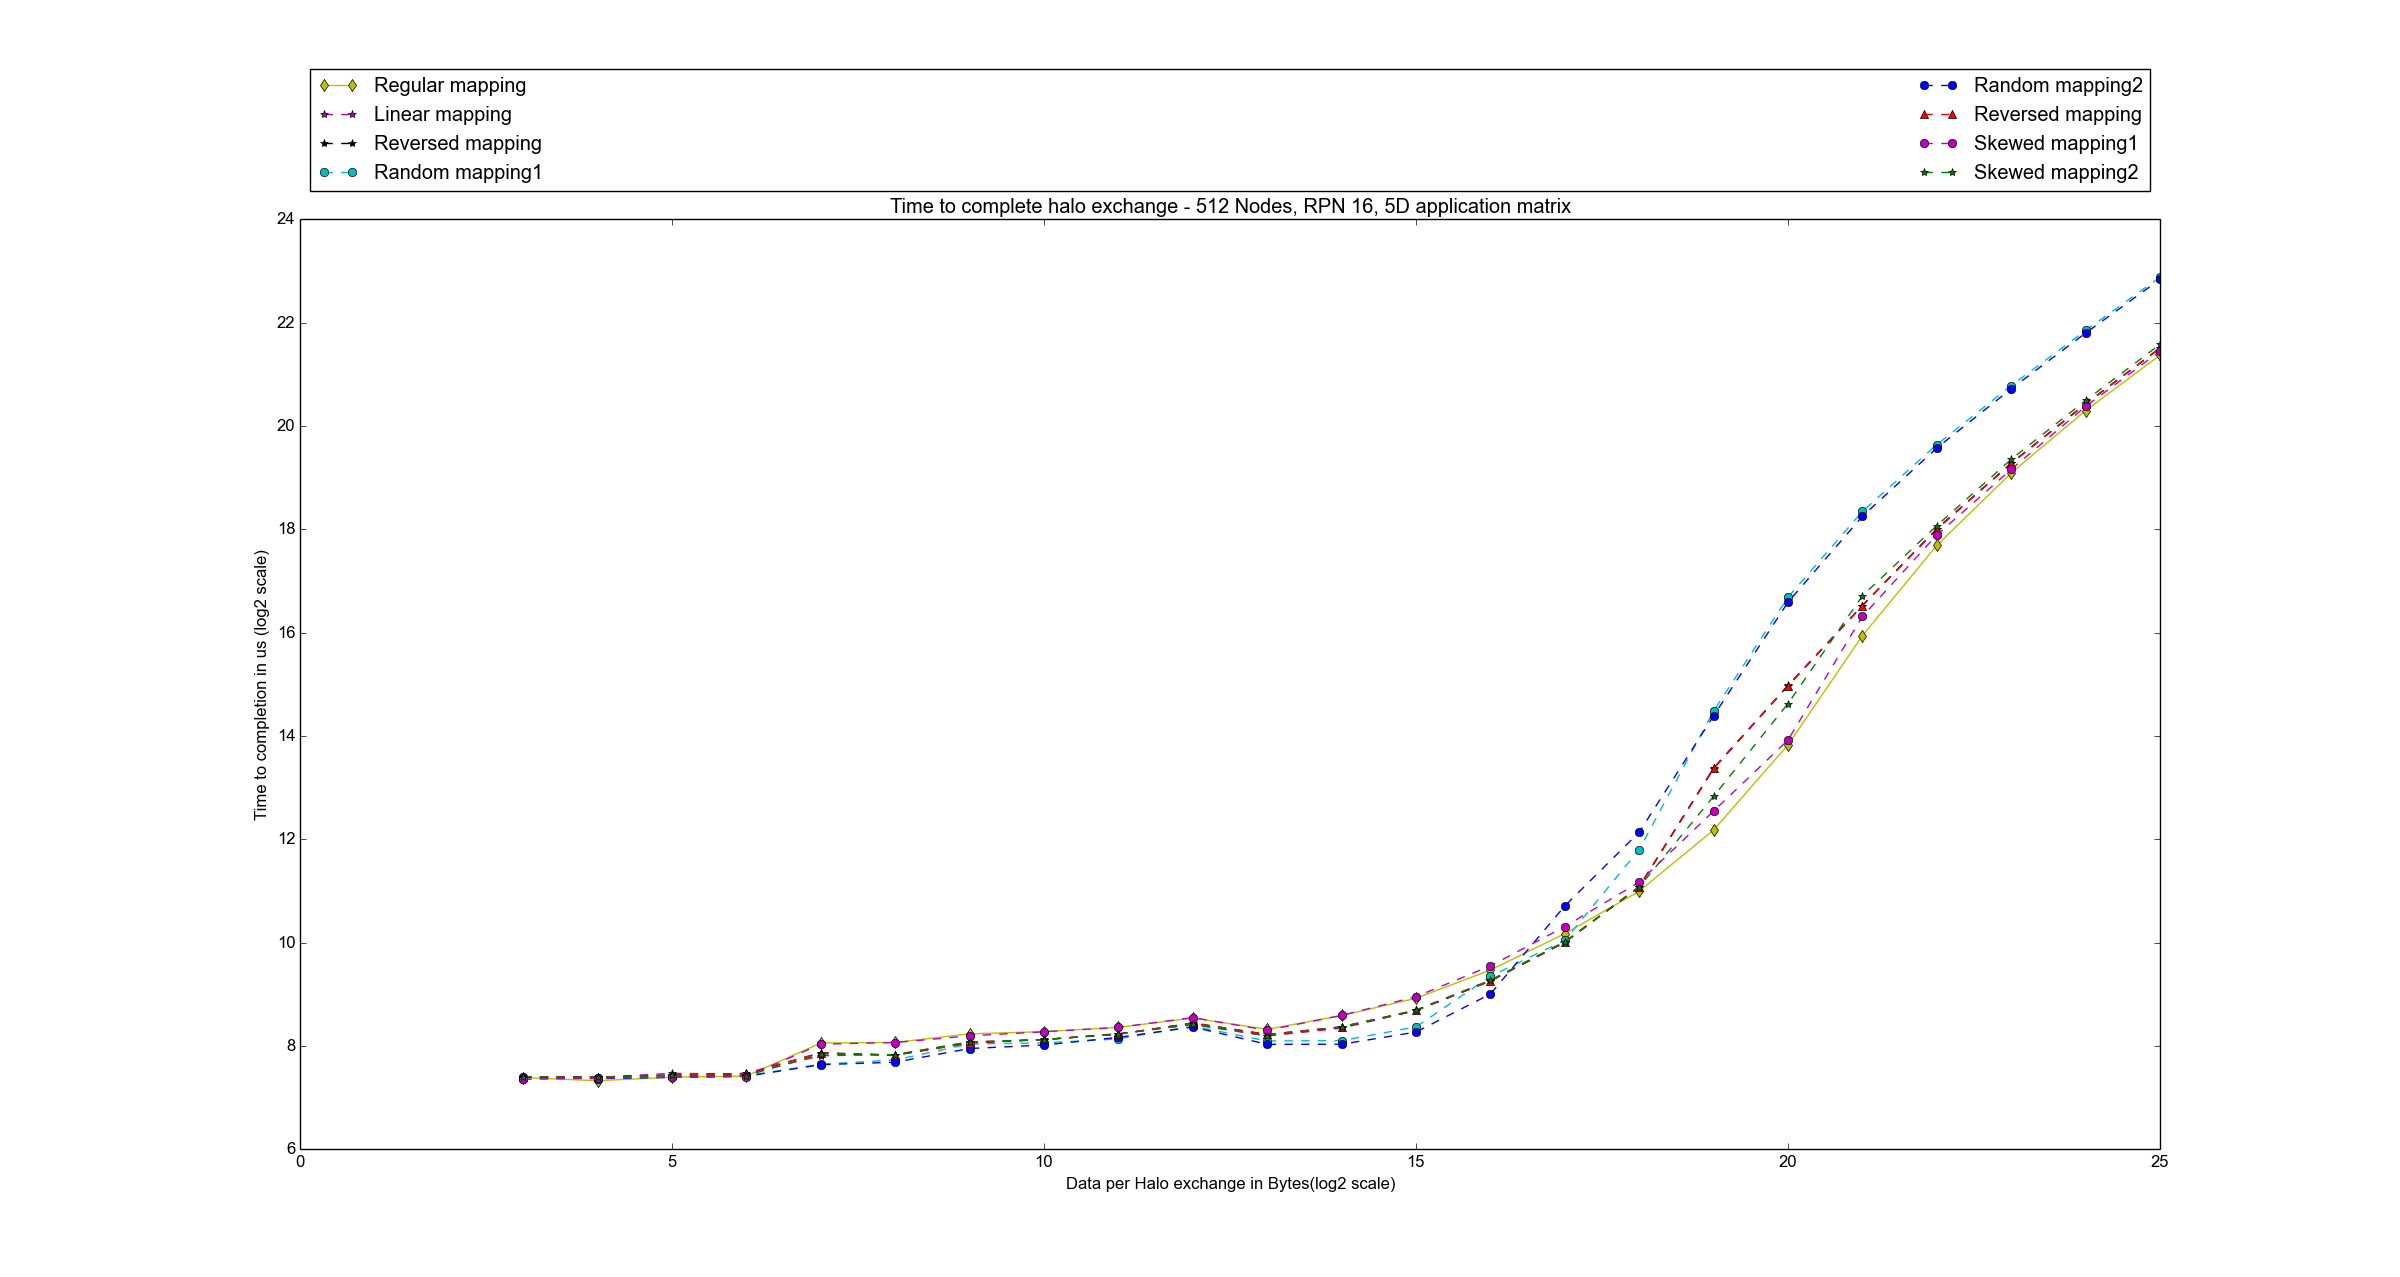 Regular mapping
Linear mapping
Reversed mapping
Random mapping1
Random mapping2
Reversed mapping
Skewed mapping1
Skewed mapping2
Time to complete halo exchange - 512 Nodes, RPN 16, 5D application matrix
24
22
20
18
16
14
12
10
8
6
Time to completion in us (log2 scale)
0 5 10 15 20 25
Data per Halo exchange in Bytes(log2 scale)